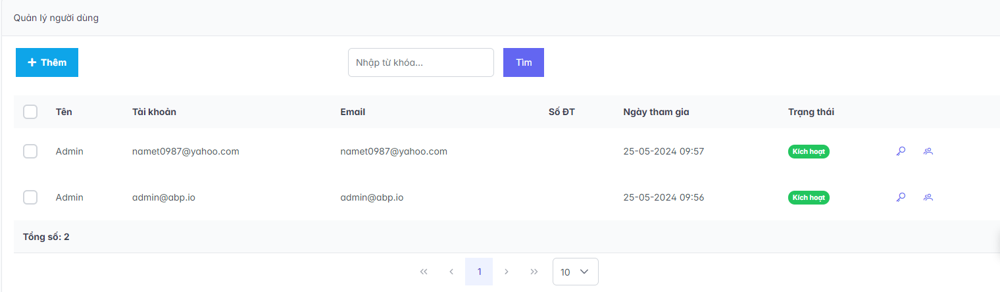 Quản lý người dùng
Thêm Nhập từ khóa... Tìm
Tên Tài khoản Email Số ĐT Ngày tham gia Trạng thái
Admin namet0987@yahoo.com namet0987@yahoo.com 25-05-2024 09:57 Kích hoạt
Admin admin@abp.io admin@abp.io 25-05-2024 09:56 Kích hoạt
Tổng số: 2
1 10